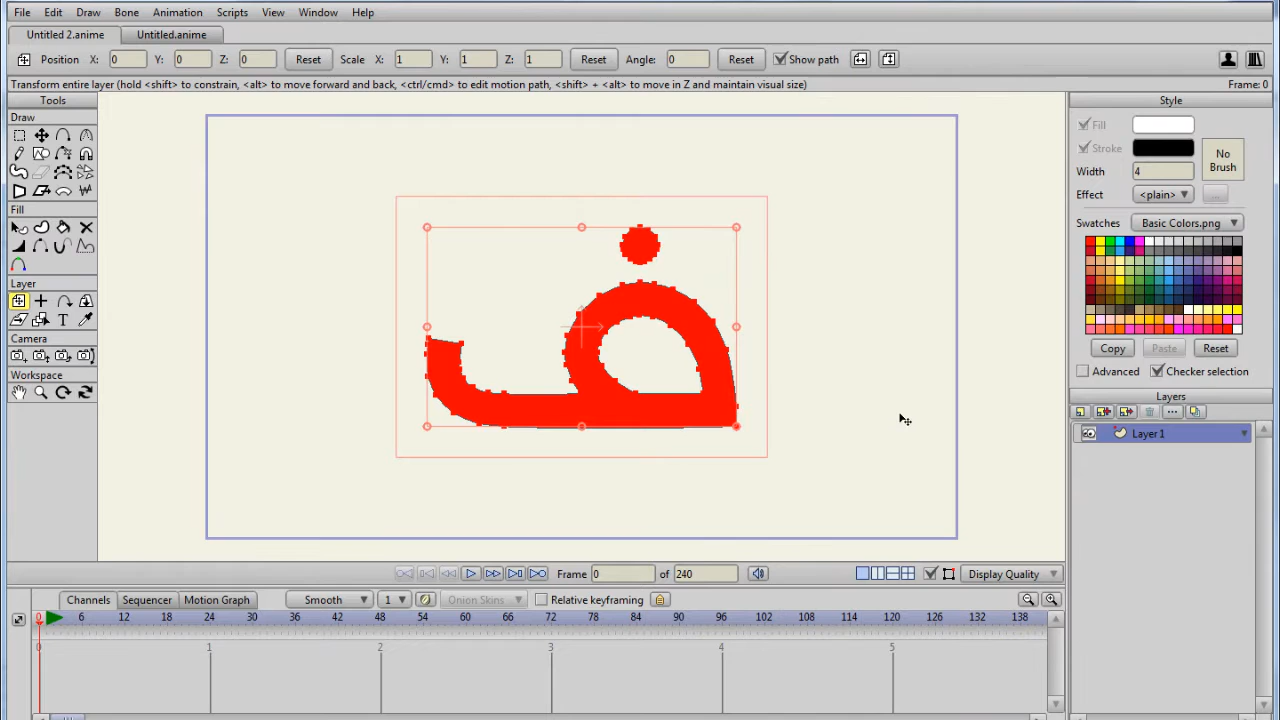 File Edit Draw Bone Animation Scripts View Window Help
Untitled 2.anime Untitled.anime
Position X: 0 Y: 0 Z: 0 Reset Scale X: 1 Y: 1 Z: 1 Reset Angle: 0 Reset Show path
Transform entire layer (hold <shift> to constrain, <alt> to move forward and back, <ctrl/cmd> to edit motion path, <shift> + <alt> to move in Z and maintain visual size) Frame: 0
Tools
Draw
Fill
Layer
Camera
Workspace
ف
Style
Fill
Stroke
No
Brush
Width 4
Effect <plain> ...
Swatches Basic Colors.png
Copy Paste Reset
Advanced Checker selection
Layers
Layer 1
Frame 0 of 240 Display Quality
Channels Sequencer Motion Graph Smooth 1 Onion Skins Relative keyframing
0 6 12 18 24 30 36 42 48 54 60 66 72 78 84 90 96 102 108 114 120 126 132 138
0 1 2 3 4 5